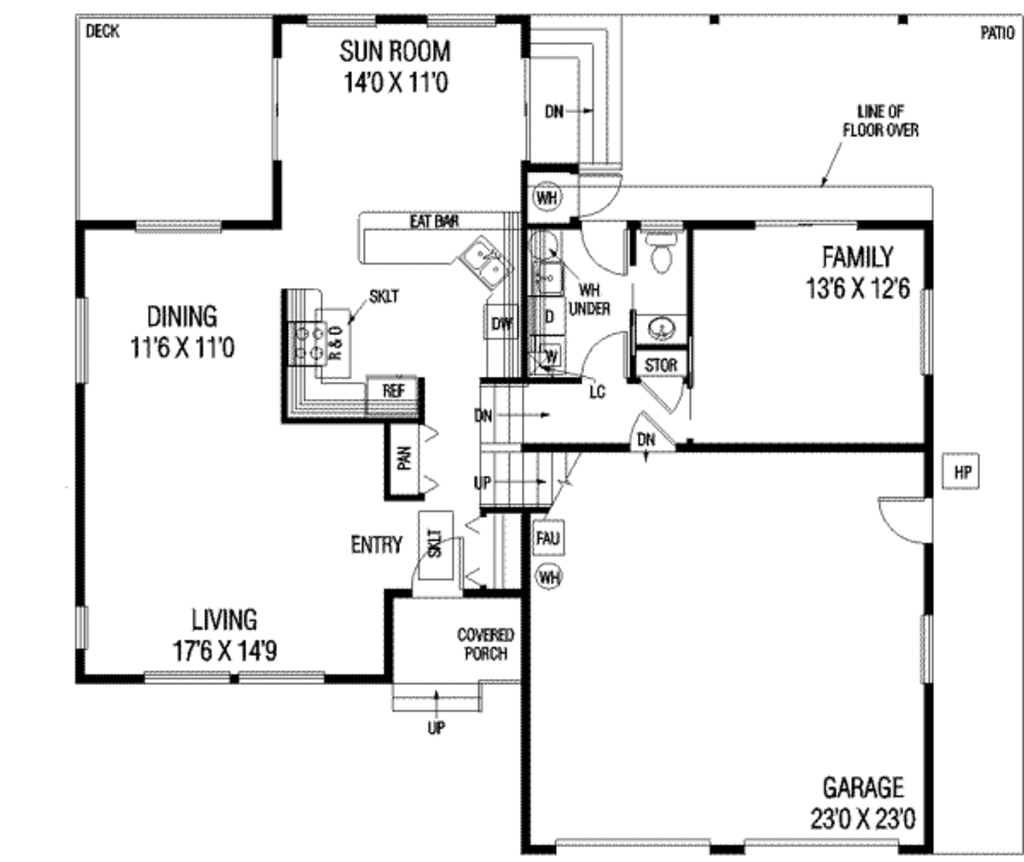 DECK
SUN ROOM
14'0 X 11'0
PATIO
DN
LINE OF
FLOOR OVER
WH
EAT BAR
FAMILY
13'6 X 12'6
SKLT
WH
UNDER
DINING
11'6 X 11'0
D
DW
R & O
W
STOR
REF
LC
DN
DN
PAN
HP
UP
ENTRY
SKLT
FAU
WH
LIVING
17'6 X 14'9
COVERED
PORCH
UP
GARAGE
23'0 X 23'0